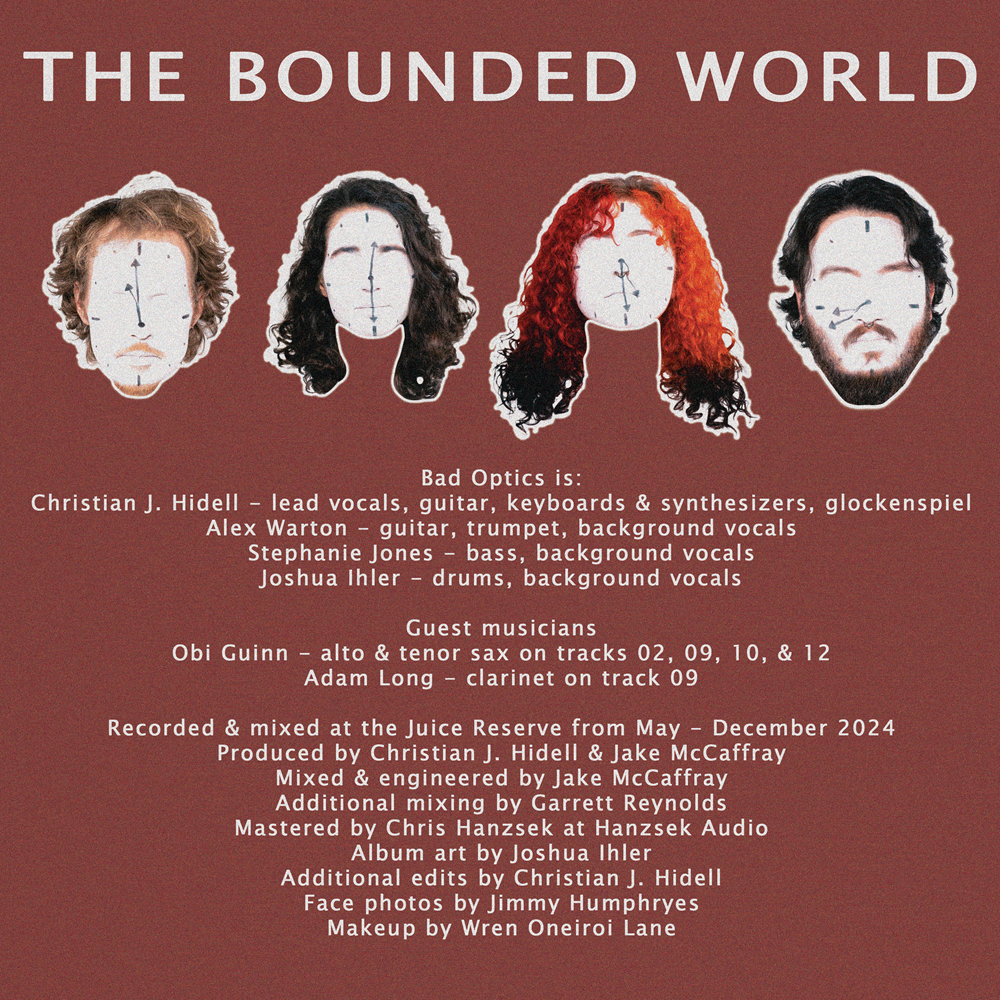 THE BOUNDED WORLD
Bad Optics is:
Christian J. Hidell – lead vocals, guitar, keyboards & synthesizers, glockenspiel
Alex Warton – guitar, trumpet, background vocals
Stephanie Jones – bass, background vocals
Joshua Ihler – drums, background vocals
Guest musicians
Obi Guinn – alto & tenor sax on tracks 02, 09, 10, & 12
Adam Long – clarinet on track 09
Recorded & mixed at the Juice Reserve from May – December 2024
Produced by Christian J. Hidell & Jake McCaffray
Mixed & engineered by Jake McCaffray
Additional mixing by Garrett Reynolds
Mastered by Chris Hanzsek at Hanzsek Audio
Album art by Joshua Ihler
Additional edits by Christian J. Hidell
Face photos by Jimmy Humphryes
Makeup by Wren Oneiroi Lane